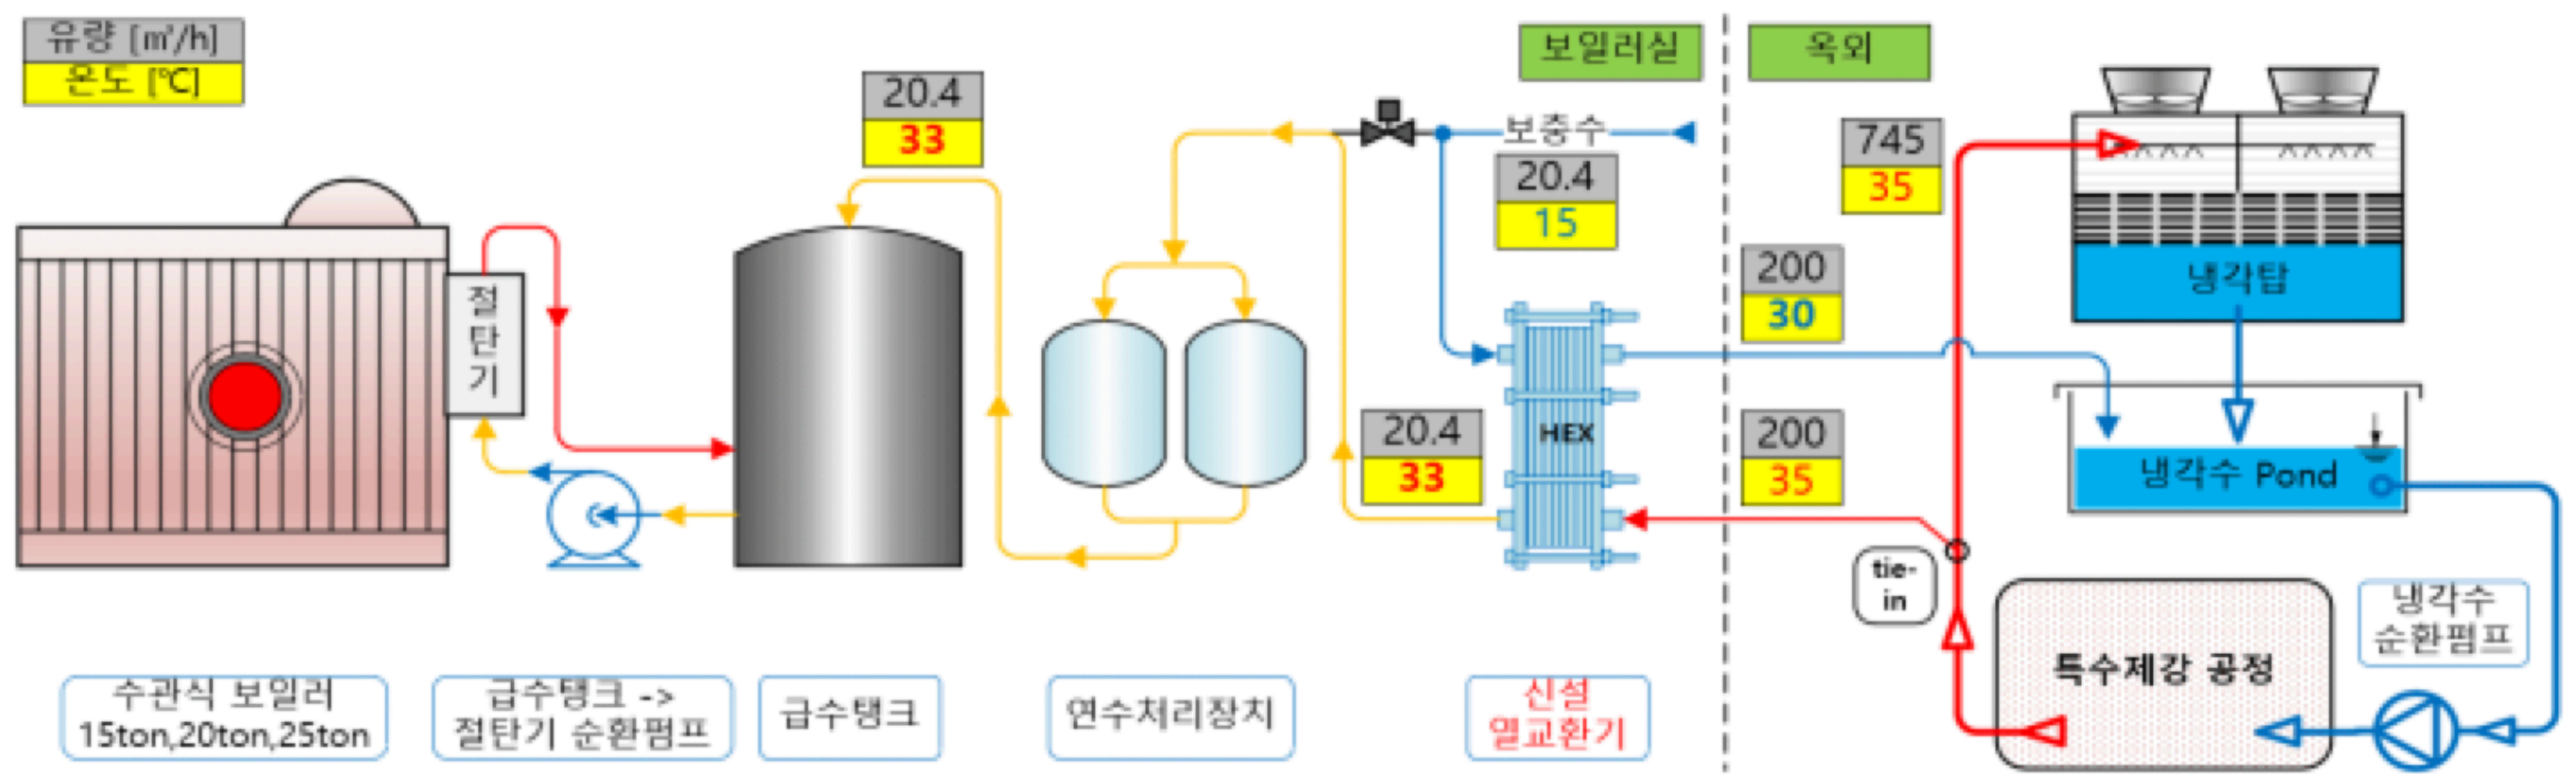 유량 [㎥/h]
온도 [℃]
20.4
33
보일러실
옥외
보충수
20.4
15
745
35
200
30
냉각탑
절
탄
기
20.4
33
HEX
200
35
냉각수 Pond
tie-
in
특수제강 공정
냉각수
순환펌프
수관식 보일러
15ton,20ton,25ton
급수탱크 ->
절탄기 순환펌프
급수탱크
연수처리장치
신설
열교환기